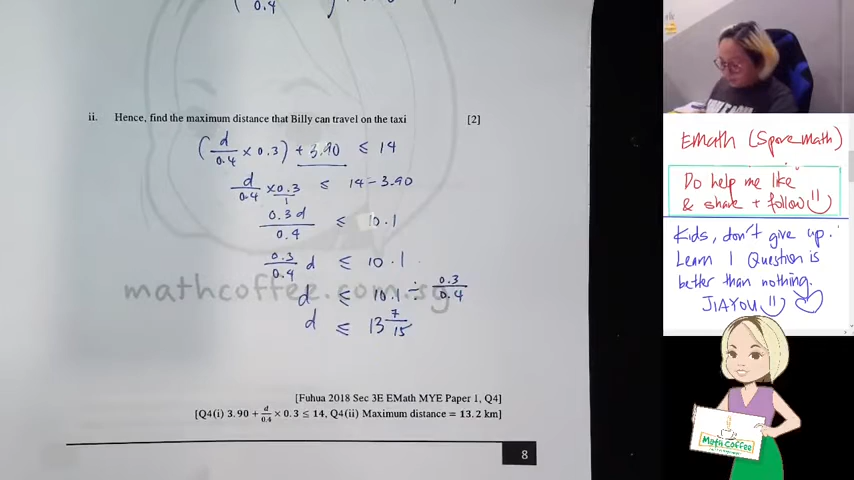 0.4
ii. Hence, find the maximum distance that Billy can travel on the taxi [2]
(d/0.4 × 0.3) + 3.90 ≤ 14
d/0.4 × 0.3/1 ≤ 14 - 3.90
0.3d/0.4 ≤ 10.1
0.3/0.4 d ≤ 10.1
d ≤ 10.1 ÷ 0.3/0.4
d ≤ 13 7/15
mathcoffee.com.sg
[Fuhua 2018 Sec 3E EMath MYE Paper 1, Q4]
[Q4(i) 3.90 + d/0.4 × 0.3 ≤ 14, Q4(ii) Maximum distance = 13.2 km]
8
EMath (Spore math)
Do help me like
& share + follow
Kids, don't give up.
Learn 1 Question is
better than nothing.
JIAYOU
Math Coffee